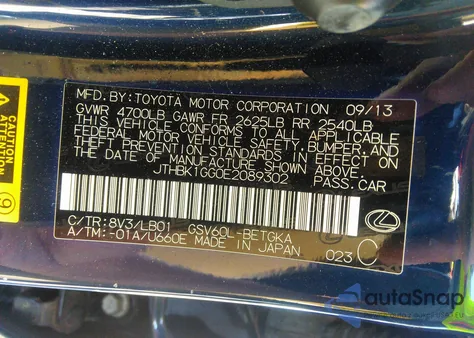 MFD. BY: TOYOTA MOTOR CORPORATION 09/13
GVWR 4700LB GAWR FR 2625LB RR 2540LB
THIS VEHICLE CONFORMS TO ALL APPLICABLE
FEDERAL MOTOR VEHICLE SAFETY, BUMPER, AND
THEFT PREVENTION STANDARDS IN EFFECT ON
THE DATE OF MANUFACTURE SHOWN ABOVE.
JTHBK1GG0E2089302 PASS. CAR
C/TR: 8V3/LB01 GSV60L-BETGKA
A/TM: -01A/U660E MADE IN JAPAN 023 C
CAUTION
autoSnap